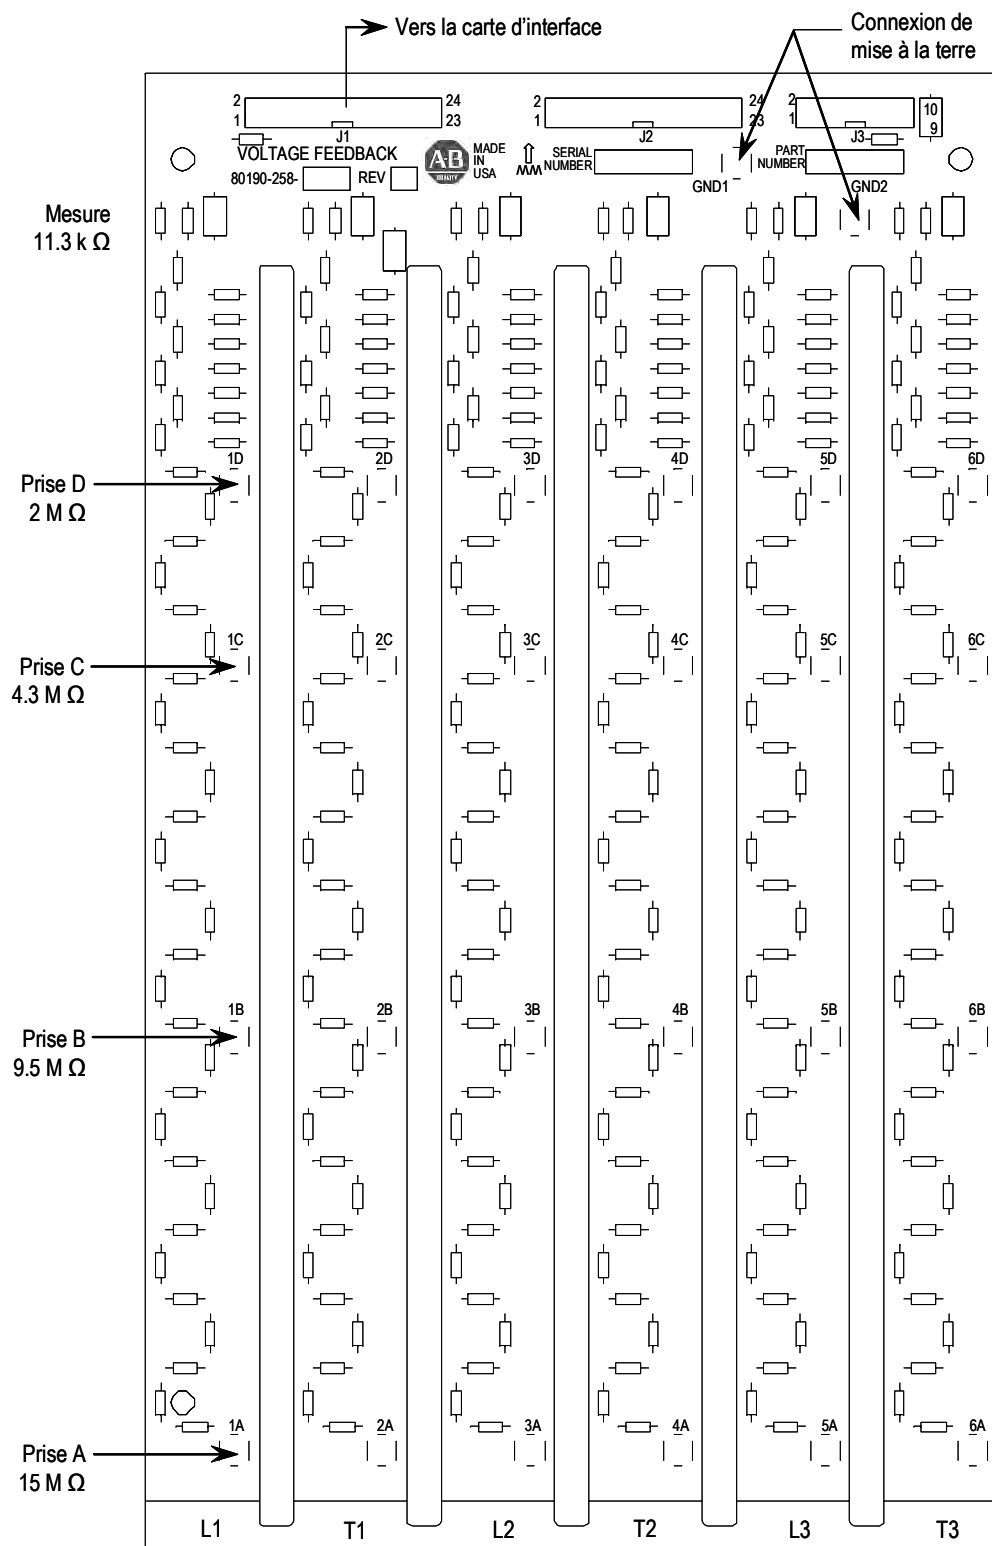 Vers la carte d'interface
Connexion de
mise à la terre
2 24 2 24 2 10
1 23 1 23 1 9
J1 J2 J3
VOLTAGE FEEDBACK
80190-258- REV
A-B
QUALITY
MADE
IN
USA
SERIAL
NUMBER
PART
NUMBER
GND1 GND2
Mesure
11.3 k Ω
1D 2D 3D 4D 5D 6D
Prise D
2 M Ω
1C 2C 3C 4C 5C 6C
Prise C
4.3 M Ω
1B 2B 3B 4B 5B 6B
Prise B
9.5 M Ω
1A 2A 3A 4A 5A 6A
Prise A
15 M Ω
L1 T1 L2 T2 L3 T3